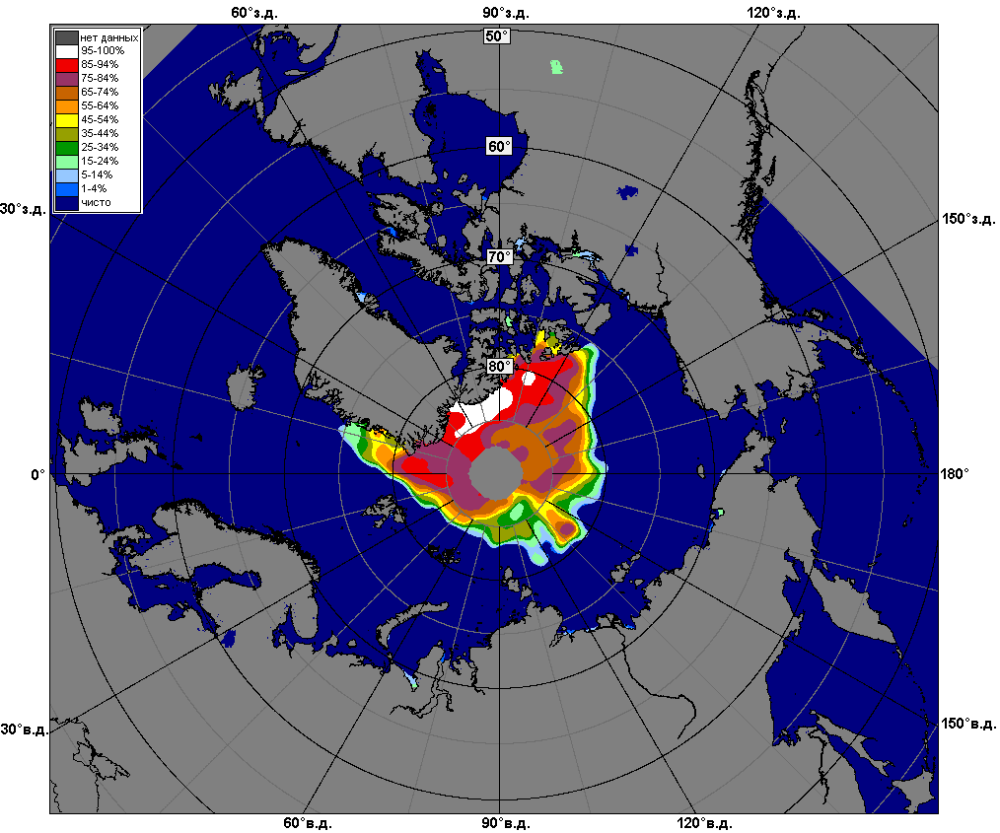 60°з.д.
90°з.д.
120°з.д.
нет данных
95-100%
85-94%
75-84%
65-74%
55-64%
45-54%
35-44%
25-34%
15-24%
5-14%
1-4%
чисто
50°
60°
30°з.д.
150°з.д.
70°
80°
0°
180°
30°в.д.
150°в.д.
60°в.д.
90°в.д.
120°в.д.